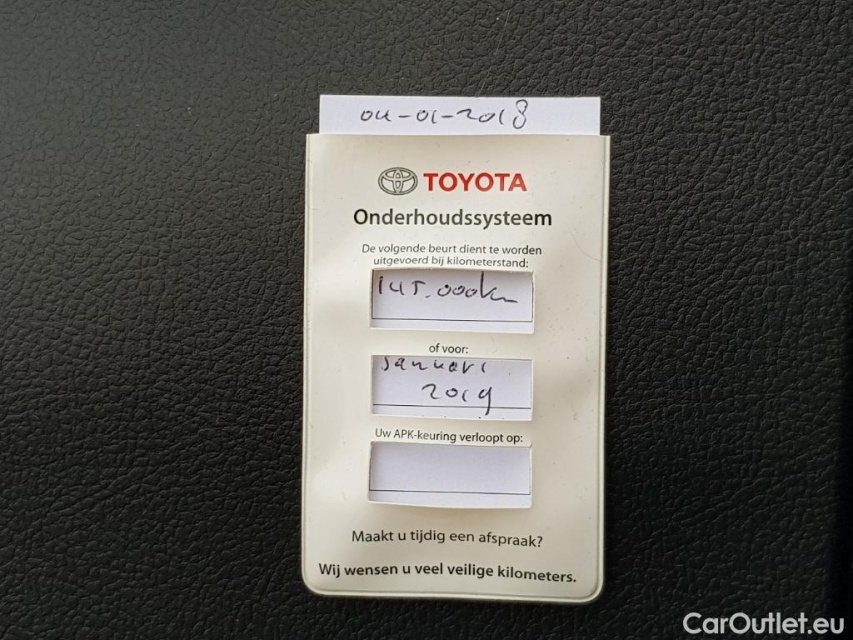 04-01-2018
TOYOTA
Onderhoudssysteem
De volgende beurt dient te worden
uitgevoerd bij kilometerstand:
145.000km
of voor:
Januari
2019
Uw APK-keuring verloopt op:
Maakt u tijdig een afspraak?
Wij wensen u veel veilige kilometers.
CarOutlet.eu